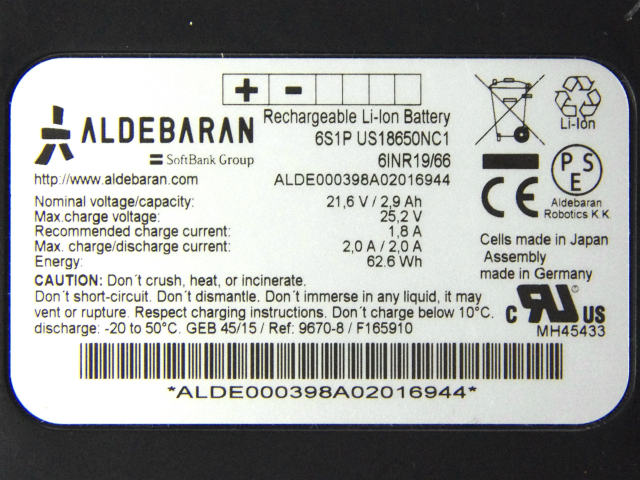 + -
Rechargeable Li-Ion Battery
6S1P US18650NC1
6INR19/66
ALDE000398A02016944
ALDEBARAN
SoftBank Group
http://www.aldebaran.com
Nominal voltage/capacity: 21,6 V / 2,9 Ah
Max.charge voltage: 25,2 V
Recommended charge current: 1,8 A
Max. charge/discharge current: 2,0 A / 2,0 A
Energy: 62.6 Wh
CAUTION: Don´t crush, heat, or incinerate.
Don´t short-circuit. Don´t dismantle. Don´t immerse in any liquid, it may
vent or rupture. Respect charging instructions. Don´t charge below 10°C.
discharge: -20 to 50°C. GEB 45/15 / Ref: 9670-8 / F165910
*ALDE000398A02016944*
Li-Ion
CE
PSE
Aldebaran
Robotics K.K.
Cells made in Japan
Assembly
made in Germany
c RU us
®
MH45433